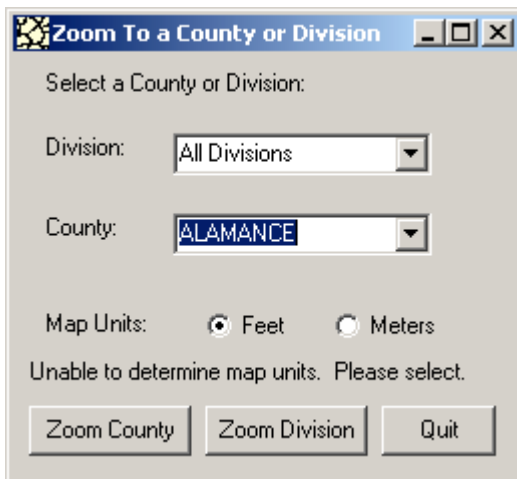 Zoom To a County or Division
Select a County or Division:
Division: All Divisions
County: ALAMANCE
Map Units: Feet Meters
Unable to determine map units. Please select.
Zoom County Zoom Division Quit